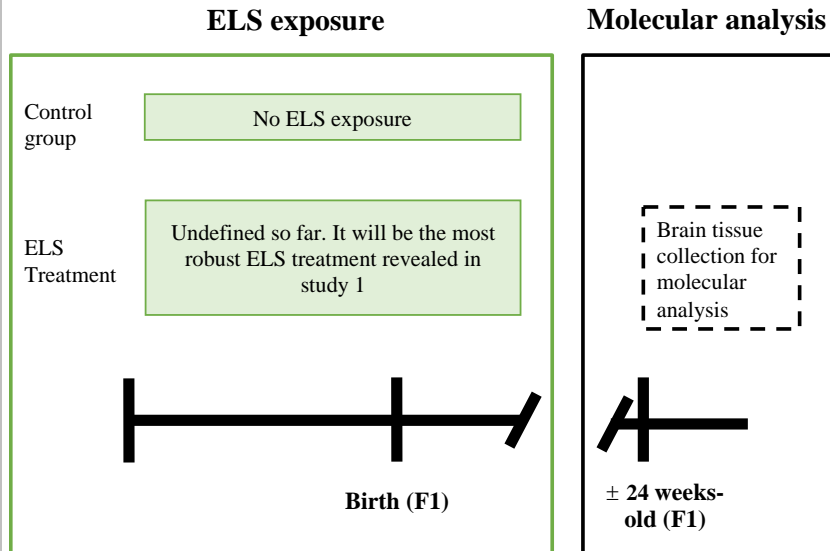 ELS exposure
Molecular analysis
Control
group
No ELS exposure
ELS
Treatment
Undefined so far. It will be the most
robust ELS treatment revealed in
study 1
Brain tissue
collection for
molecular
analysis
Birth (F1)
± 24 weeks-
old (F1)